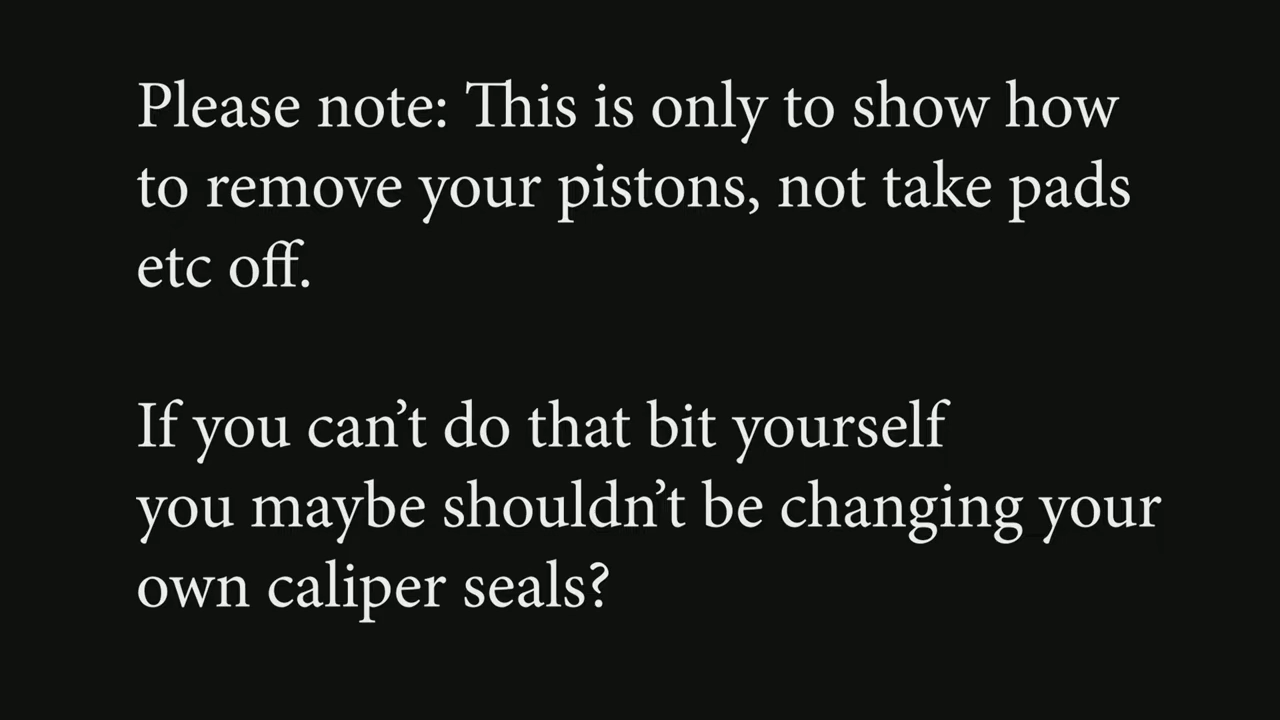 Please note: This is only to show how
to remove your pistons, not take pads
etc off.
If you can’t do that bit yourself
you maybe shouldn’t be changing your
own caliper seals?